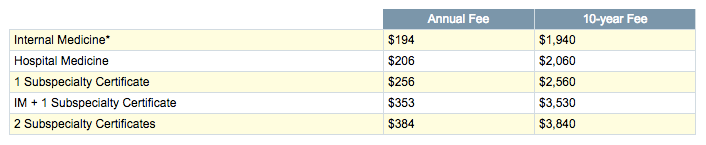 Annual Fee 10-year Fee
Internal Medicine* $194 $1,940
Hospital Medicine $206 $2,060
1 Subspecialty Certificate $256 $2,560
IM + 1 Subspecialty Certificate $353 $3,530
2 Subspecialty Certificates $384 $3,840